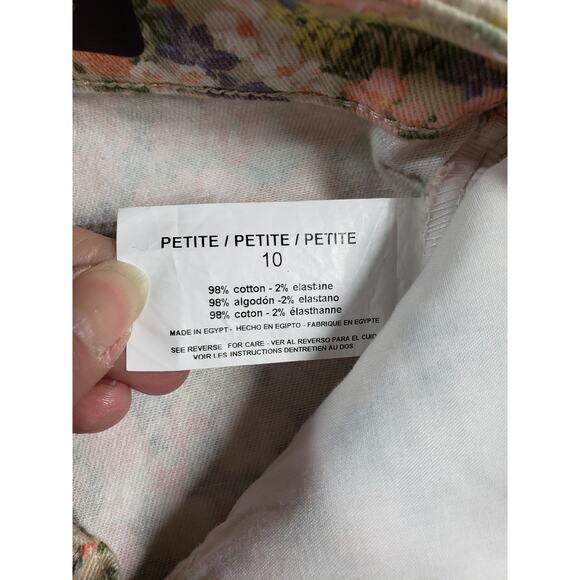 PETITE / PETITE / PETITE
10
98% cotton - 2% elastane
98% algodón -2% elastano
98% coton - 2% élasthanne
MADE IN EGYPT - HECHO EN EGIPTO - FABRIQUE EN EGYPTE
SEE REVERSE FOR CARE - VER AL REVERSO PARA EL CUID
VOIR LES INSTRUCTIONS DENTRETIEN AU DOS